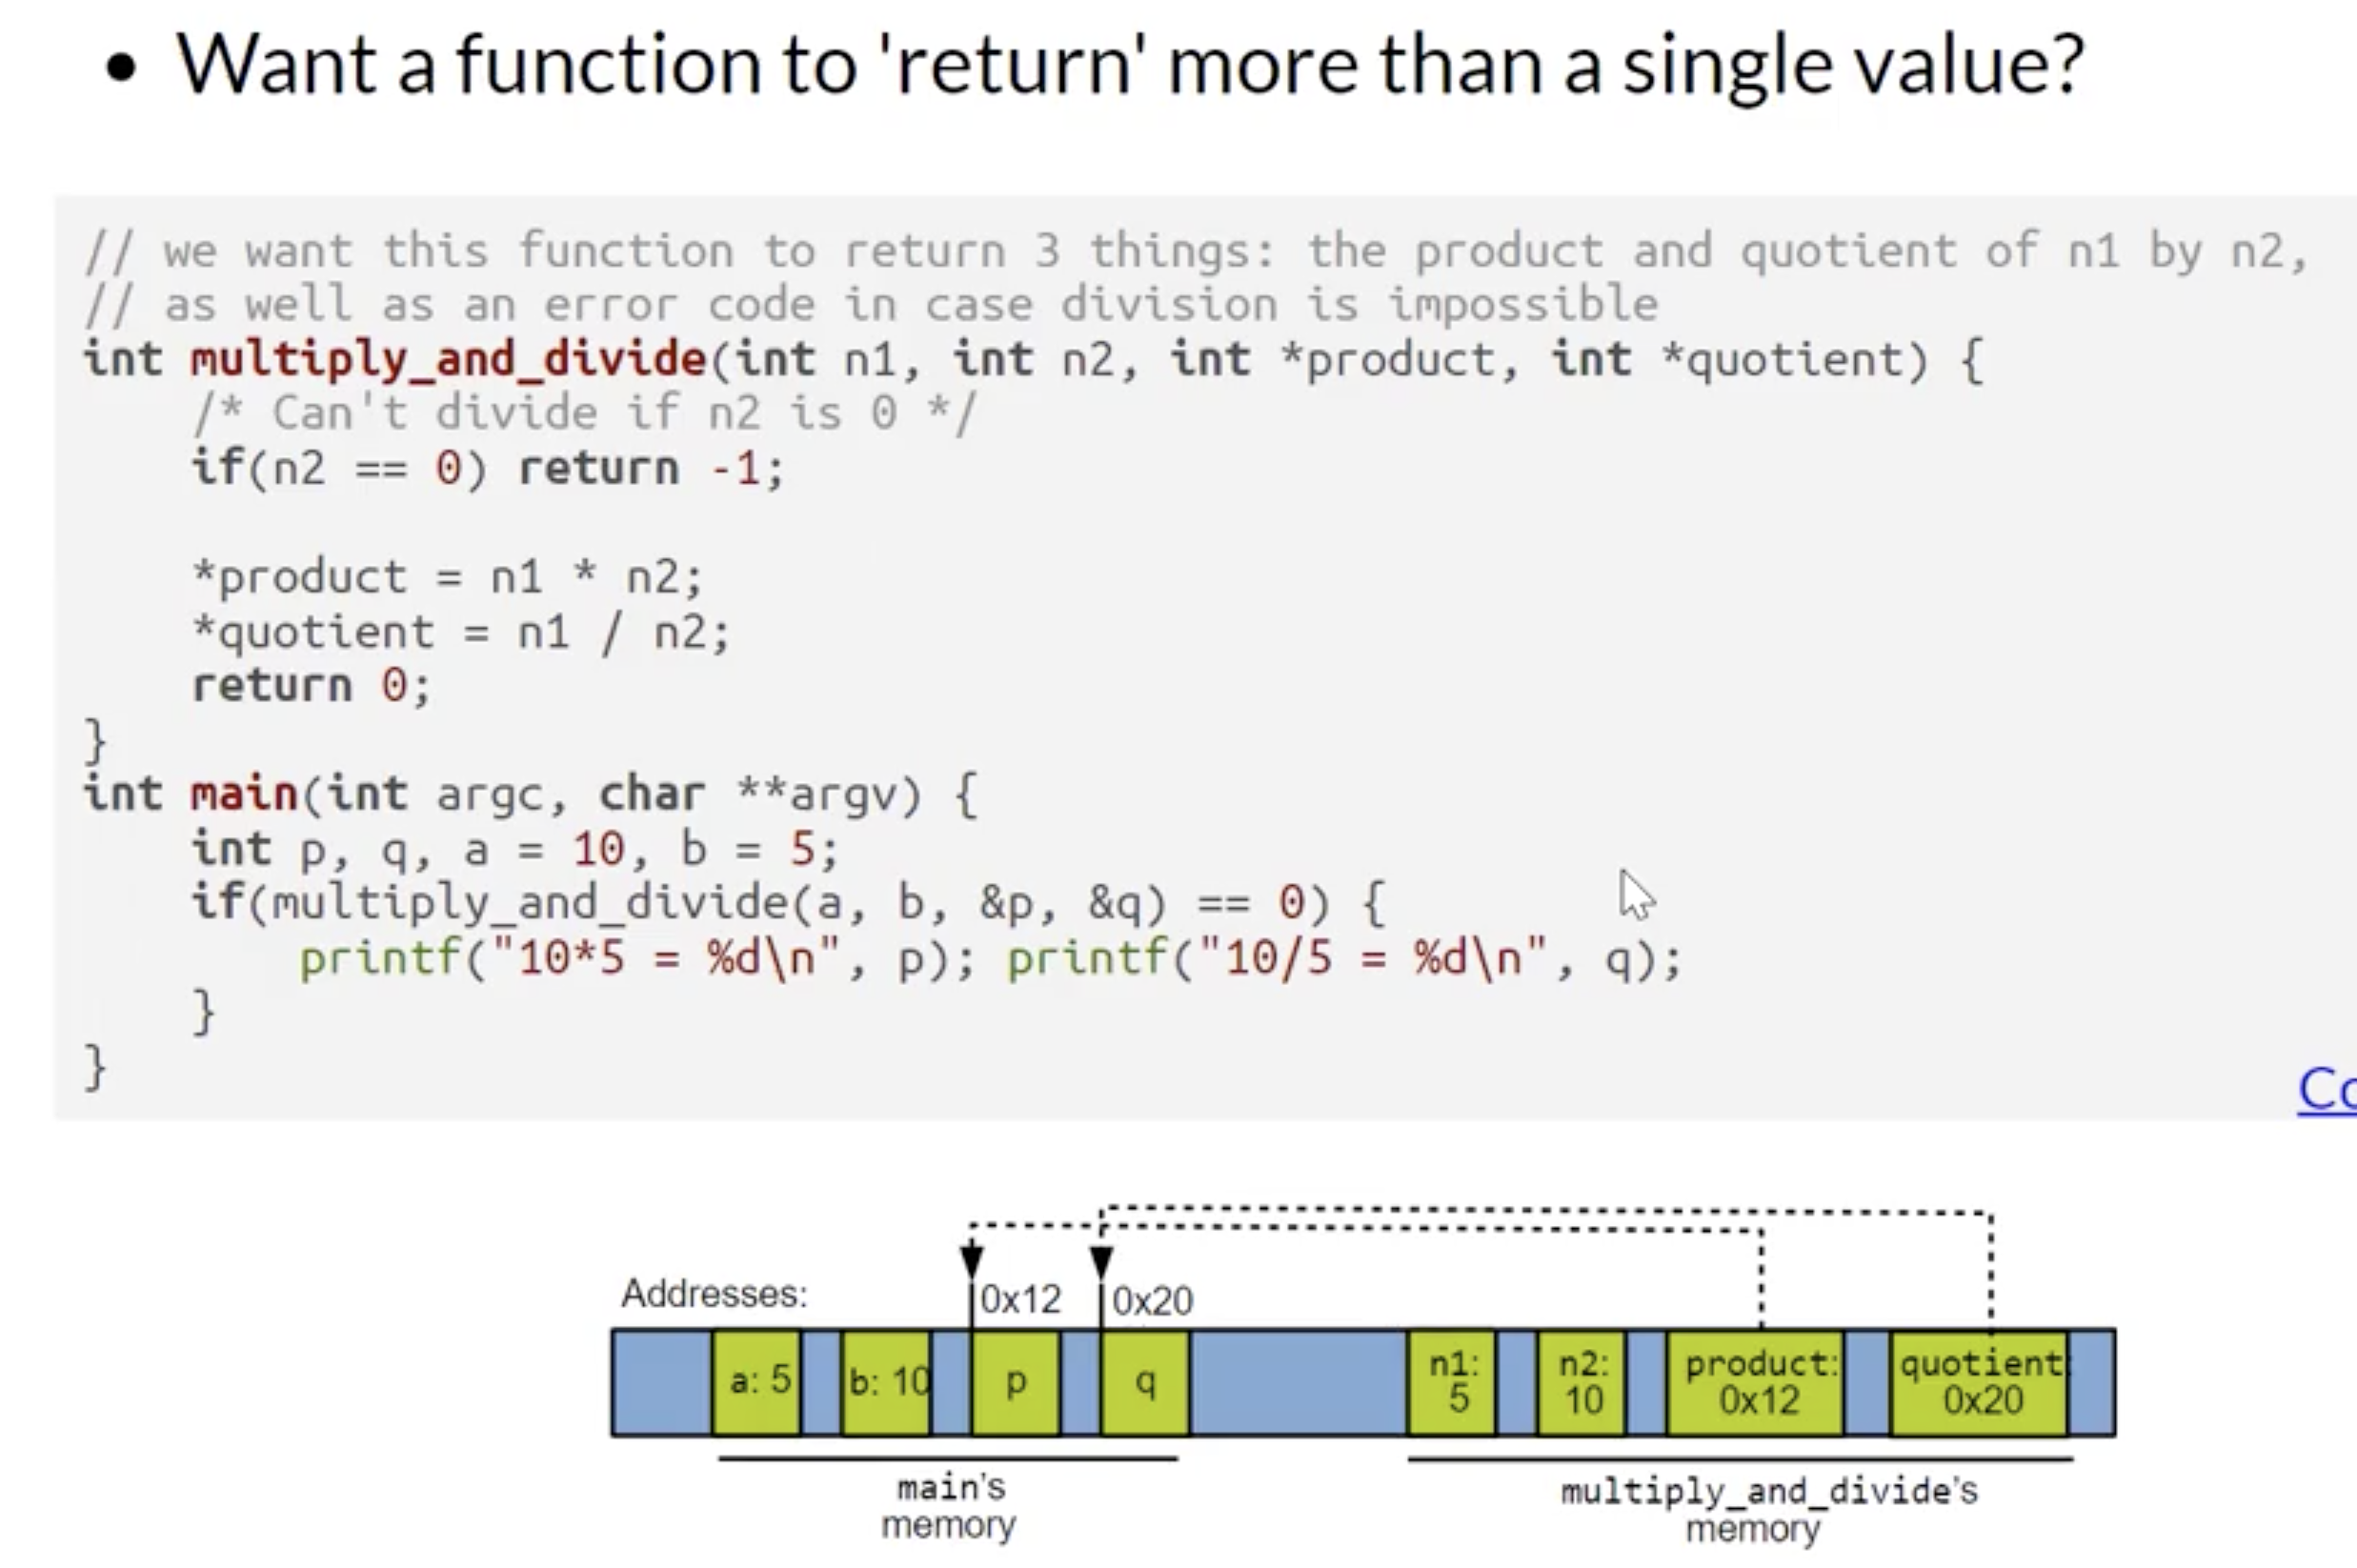 • Want a function to 'return' more than a single value?
// we want this function to return 3 things: the product and quotient of n1 by n2,
// as well as an error code in case division is impossible
int multiply_and_divide(int n1, int n2, int *product, int *quotient) {
    /* Can't divide if n2 is 0 */
    if(n2 == 0) return -1;
    *product = n1 * n2;
    *quotient = n1 / n2;
    return 0;
}
int main(int argc, char **argv) {
    int p, q, a = 10, b = 5;
    if(multiply_and_divide(a, b, &p, &q) == 0) {
        printf("10*5 = %d\n", p); printf("10/5 = %d\n", q);
    }
}
Addresses:
0x12
0x20
a: 5
b: 10
p
q
n1:
5
n2:
10
product:
0x12
quotient:
0x20
main's
memory
multiply_and_divide's
memory